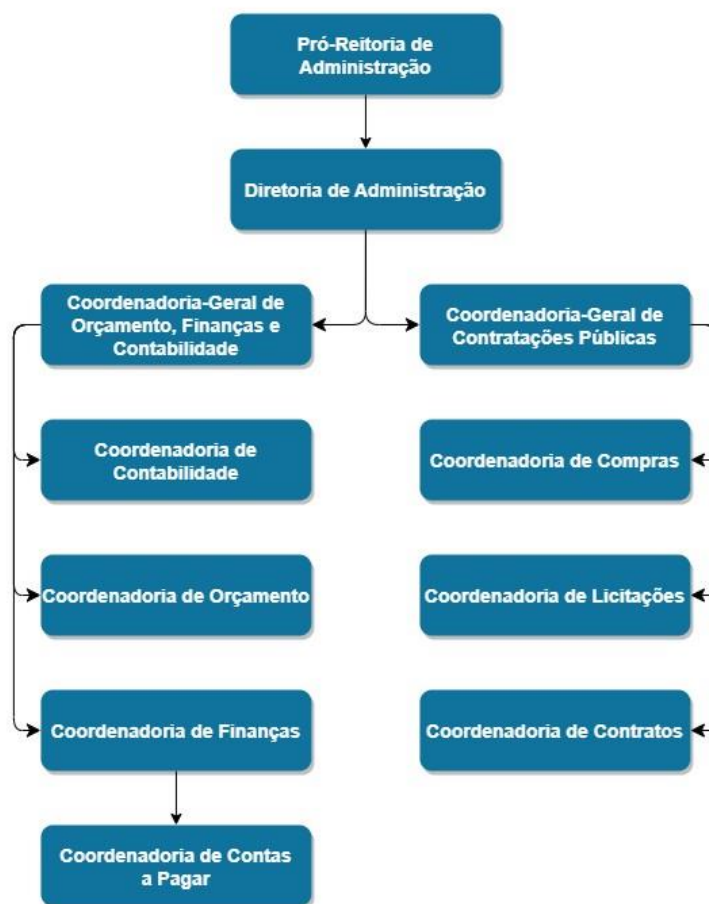 Pró-Reitoria de
Administração
Diretoria de Administração
Coordenadoria-Geral de
Orçamento, Finanças e
Contabilidade
Coordenadoria-Geral de
Contratações Públicas
Coordenadoria de
Contabilidade
Coordenadoria de Compras
Coordenadoria de Orçamento
Coordenadoria de Licitações
Coordenadoria de Finanças
Coordenadoria de Contratos
Coordenadoria de Contas
a Pagar